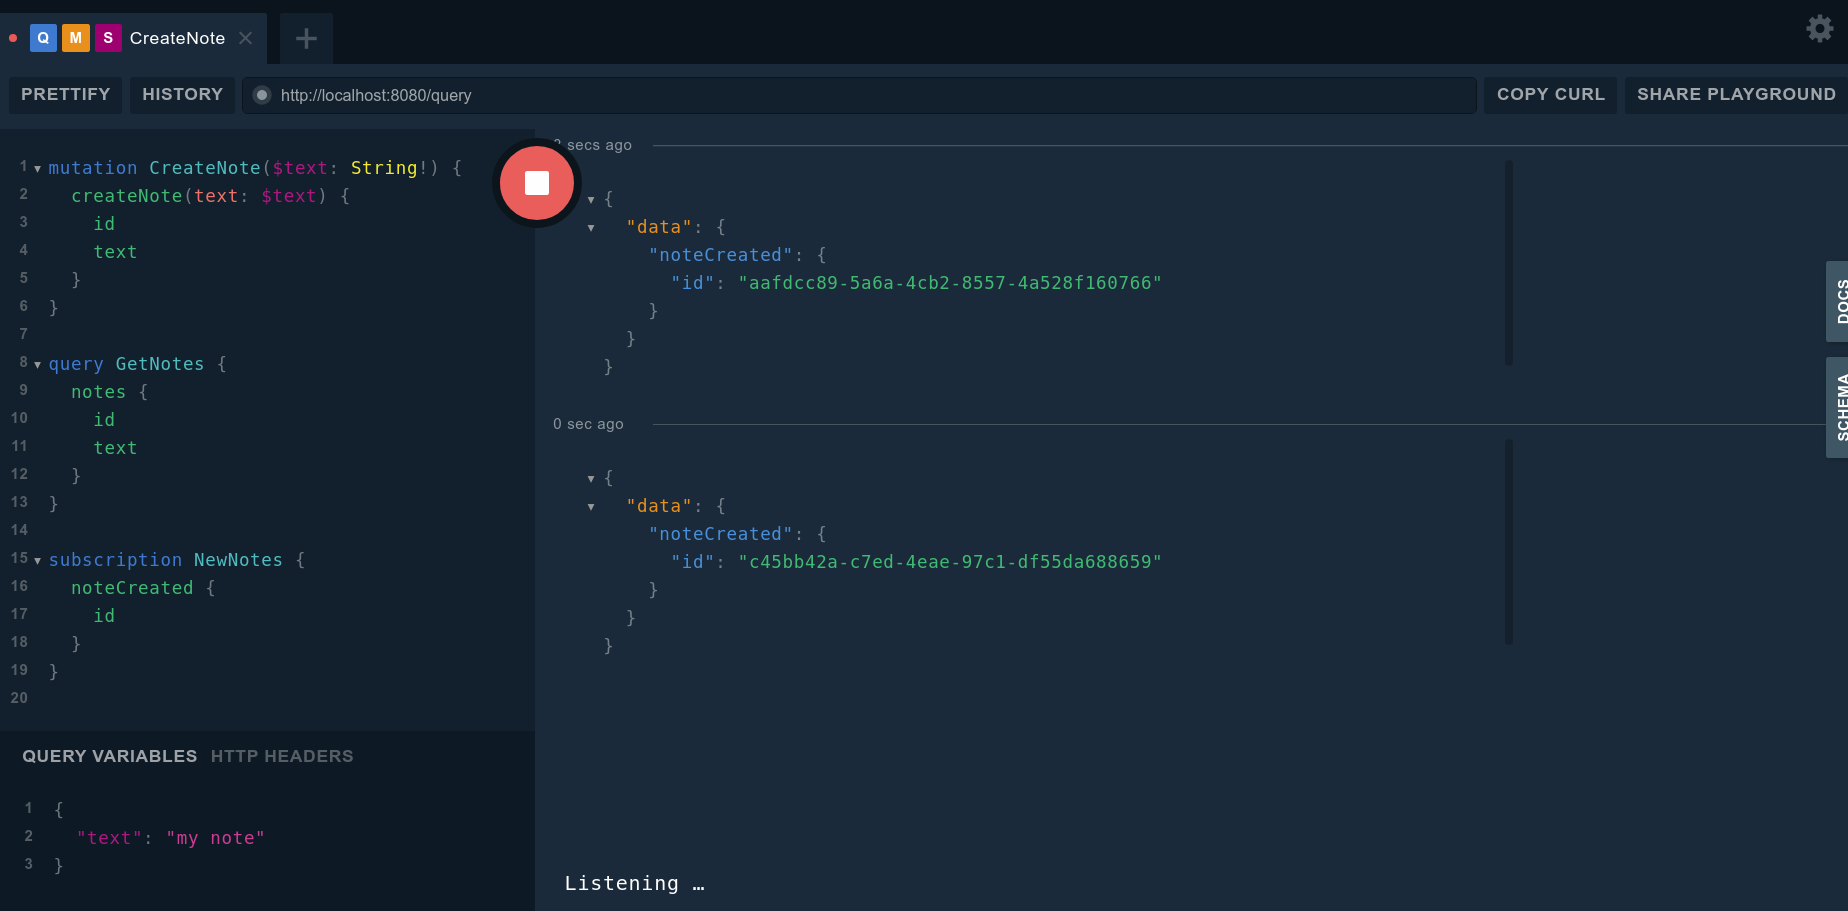 Q M S CreateNote
PRETTIFY HISTORY http://localhost:8080/query COPY CURL SHARE PLAYGROUND
1 mutation CreateNote($text: String!) {
2 createNote(text: $text) {
3 id
4 text
5 }
6 }
7
8 query GetNotes {
9 notes {
10 id
11 text
12 }
13 }
14
15 subscription NewNotes {
16 noteCreated {
17 id
18 }
19 }
20
QUERY VARIABLES HTTP HEADERS
1 {
2 "text": "my note"
3 }
secs ago
{
"data": {
"noteCreated": {
"id": "aafdcc89-5a6a-4cb2-8557-4a528f160766"
}
}
}
0 sec ago
{
"data": {
"noteCreated": {
"id": "c45bb42a-c7ed-4eae-97c1-df55da688659"
}
}
}
Listening …
DOCS
SCHEMA